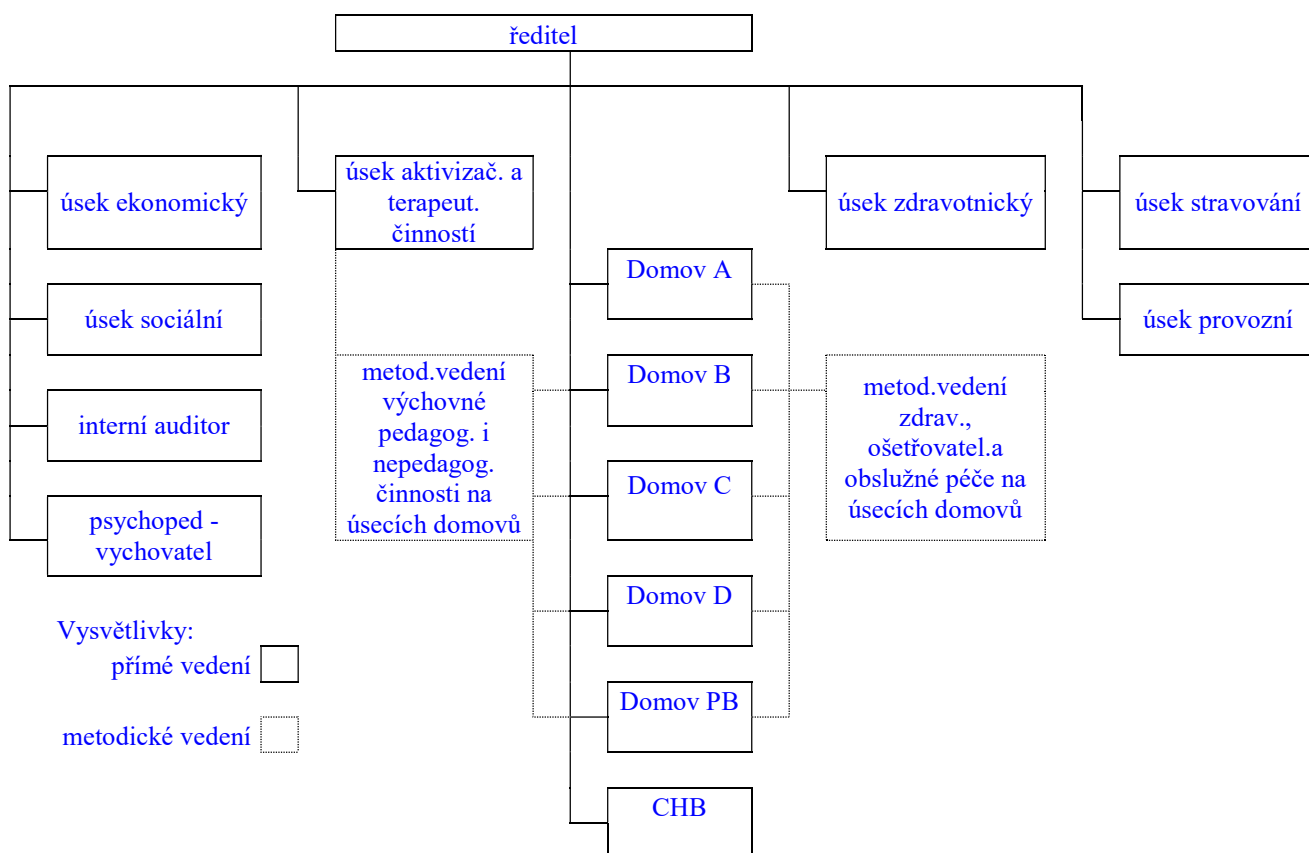 ředitel
úsek ekonomický
úsek aktivizač. a
terapeut.
činností
úsek zdravotnický
úsek stravování
úsek sociální
interní auditor
psychoped -
vychovatel
metod.vedení
výchovné
pedagog. i
nepedagog.
činnosti na
úsecích domovů
Domov A
Domov B
Domov C
Domov D
Domov PB
CHB
metod.vedení
zdrav.,
ošetřovatel.a
obslužné péče na
úsecích domovů
úsek provozní
Vysvětlivky:
přímé vedení
metodické vedení